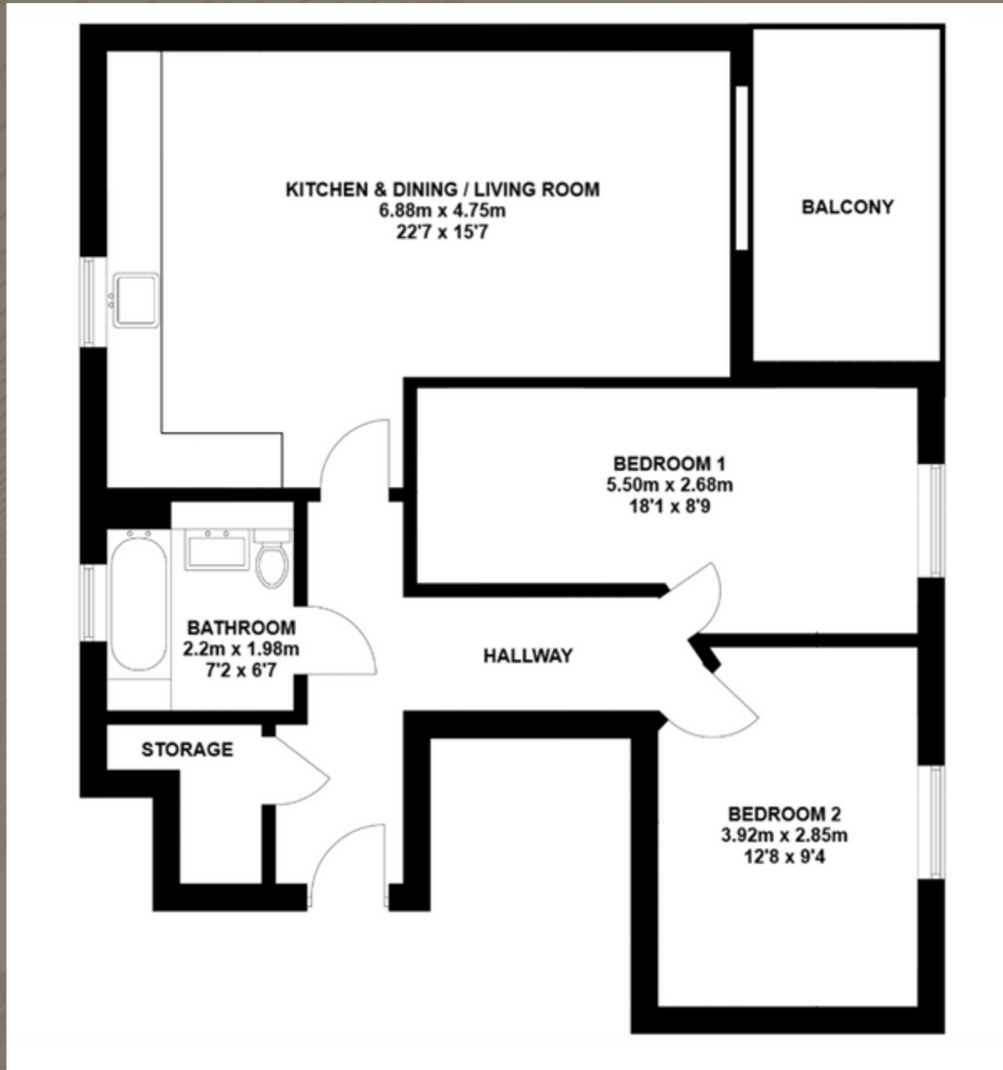 KITCHEN & DINING / LIVING ROOM
6.88m x 4.75m
22'7 x 15'7
BALCONY
BEDROOM 1
5.50m x 2.68m
18'1 x 8'9
BATHROOM
2.2m x 1.98m
7'2 x 6'7
HALLWAY
STORAGE
BEDROOM 2
3.92m x 2.85m
12'8 x 9'4